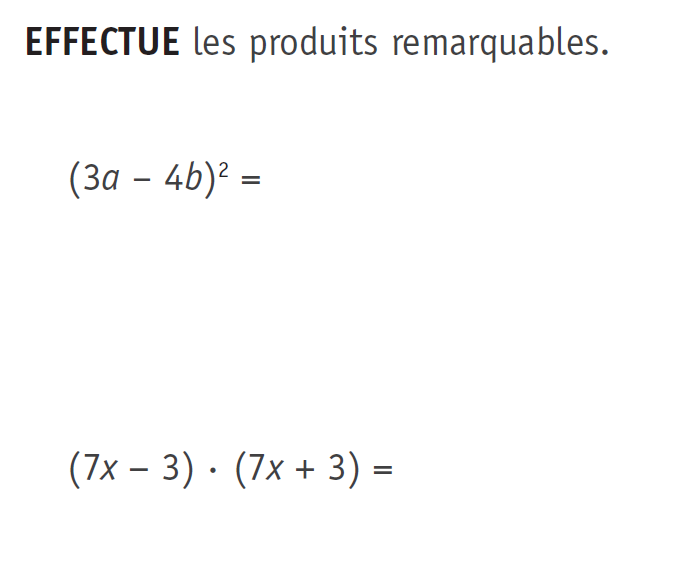 EFFECTUE les produits remarquables.
(3a – 4b)² =
(7x – 3) · (7x + 3) =